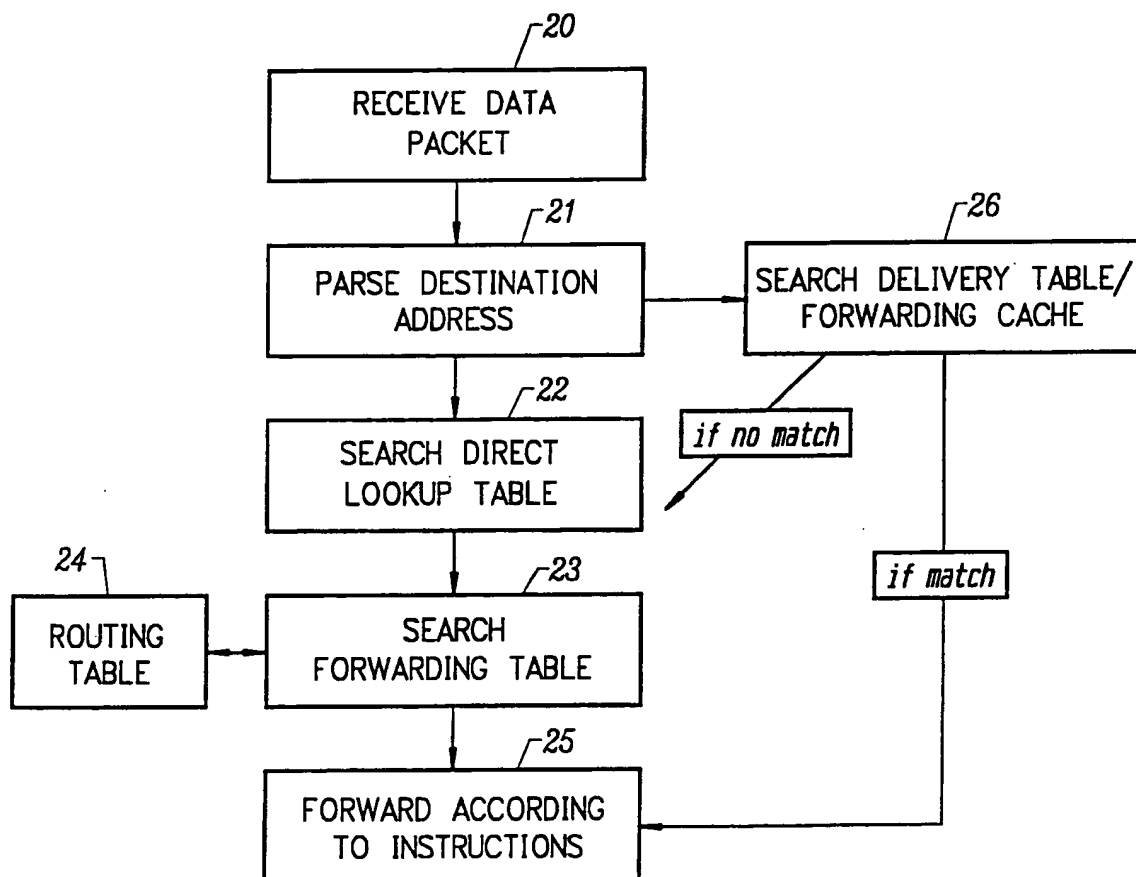 20
RECEIVE DATA
PACKET
21
PARSE DESTINATION
ADDRESS
26
SEARCH DELIVERY TABLE/
FORWARDING CACHE
22
SEARCH DIRECT
LOOKUP TABLE
if no match
if match
24
ROUTING
TABLE
23
SEARCH
FORWARDING TABLE
25
FORWARD ACCORDING
TO INSTRUCTIONS